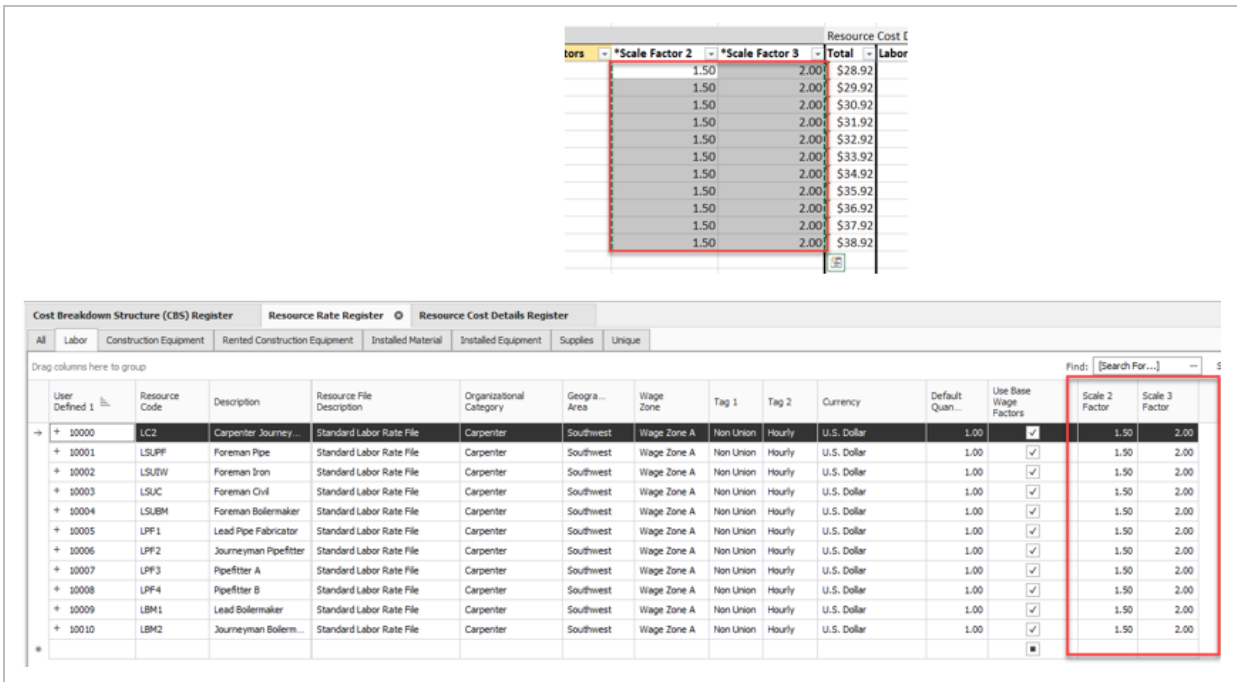 Resource Cost D
tors *Scale Factor 2 *Scale Factor 3 Total Labor
1.50 2.00 $28.92
1.50 2.00 $29.92
1.50 2.00 $30.92
1.50 2.00 $31.92
1.50 2.00 $32.92
1.50 2.00 $33.92
1.50 2.00 $34.92
1.50 2.00 $35.92
1.50 2.00 $36.92
1.50 2.00 $37.92
1.50 2.00 $38.92
Cost Breakdown Structure (CBS) Register Resource Rate Register Resource Cost Details Register
All Labor Construction Equipment Rented Construction Equipment Installed Material Installed Equipment Supplies Unique
Drag columns here to group Find: [Search For...] ... S
User Defined 1 Resource Code Description Resource File Description Organizational Category Geogra... Area Wage Zone Tag 1 Tag 2 Currency Default Quan... Use Base Wage Factors Scale 2 Factor Scale 3 Factor
+ 10000 LC2 Carpenter Journey... Standard Labor Rate File Carpenter Southwest Wage Zone A Non Union Hourly U.S. Dollar 1.00 1.50 2.00
+ 10001 LSUPF Foreman Pipe Standard Labor Rate File Carpenter Southwest Wage Zone A Non Union Hourly U.S. Dollar 1.00 1.50 2.00
+ 10002 LSUIW Foreman Iron Standard Labor Rate File Carpenter Southwest Wage Zone A Non Union Hourly U.S. Dollar 1.00 1.50 2.00
+ 10003 LSUC Foreman Civil Standard Labor Rate File Carpenter Southwest Wage Zone A Non Union Hourly U.S. Dollar 1.00 1.50 2.00
+ 10004 LSUBM Foreman Boilermaker Standard Labor Rate File Carpenter Southwest Wage Zone A Non Union Hourly U.S. Dollar 1.00 1.50 2.00
+ 10005 LPF1 Lead Pipe Fabricator Standard Labor Rate File Carpenter Southwest Wage Zone A Non Union Hourly U.S. Dollar 1.00 1.50 2.00
+ 10006 LPF2 Journeyman Pipefitter Standard Labor Rate File Carpenter Southwest Wage Zone A Non Union Hourly U.S. Dollar 1.00 1.50 2.00
+ 10007 LPF3 Pipefitter A Standard Labor Rate File Carpenter Southwest Wage Zone A Non Union Hourly U.S. Dollar 1.00 1.50 2.00
+ 10008 LPF4 Pipefitter B Standard Labor Rate File Carpenter Southwest Wage Zone A Non Union Hourly U.S. Dollar 1.00 1.50 2.00
+ 10009 LBM1 Lead Boilermaker Standard Labor Rate File Carpenter Southwest Wage Zone A Non Union Hourly U.S. Dollar 1.00 1.50 2.00
+ 10010 LBM2 Journeyman Boilerm... Standard Labor Rate File Carpenter Southwest Wage Zone A Non Union Hourly U.S. Dollar 1.00 1.50 2.00